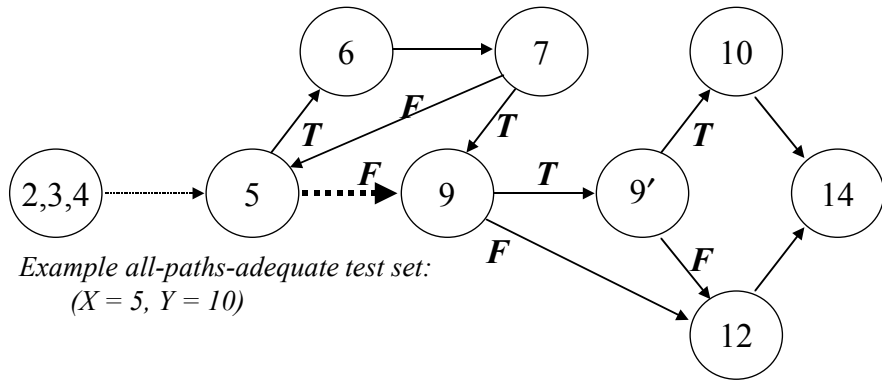 6
7
10
F
T
T
T
2,3,4
5
F
9
T
9′
14
F
F
Example all-paths-adequate test set:
(X = 5, Y = 10)
12